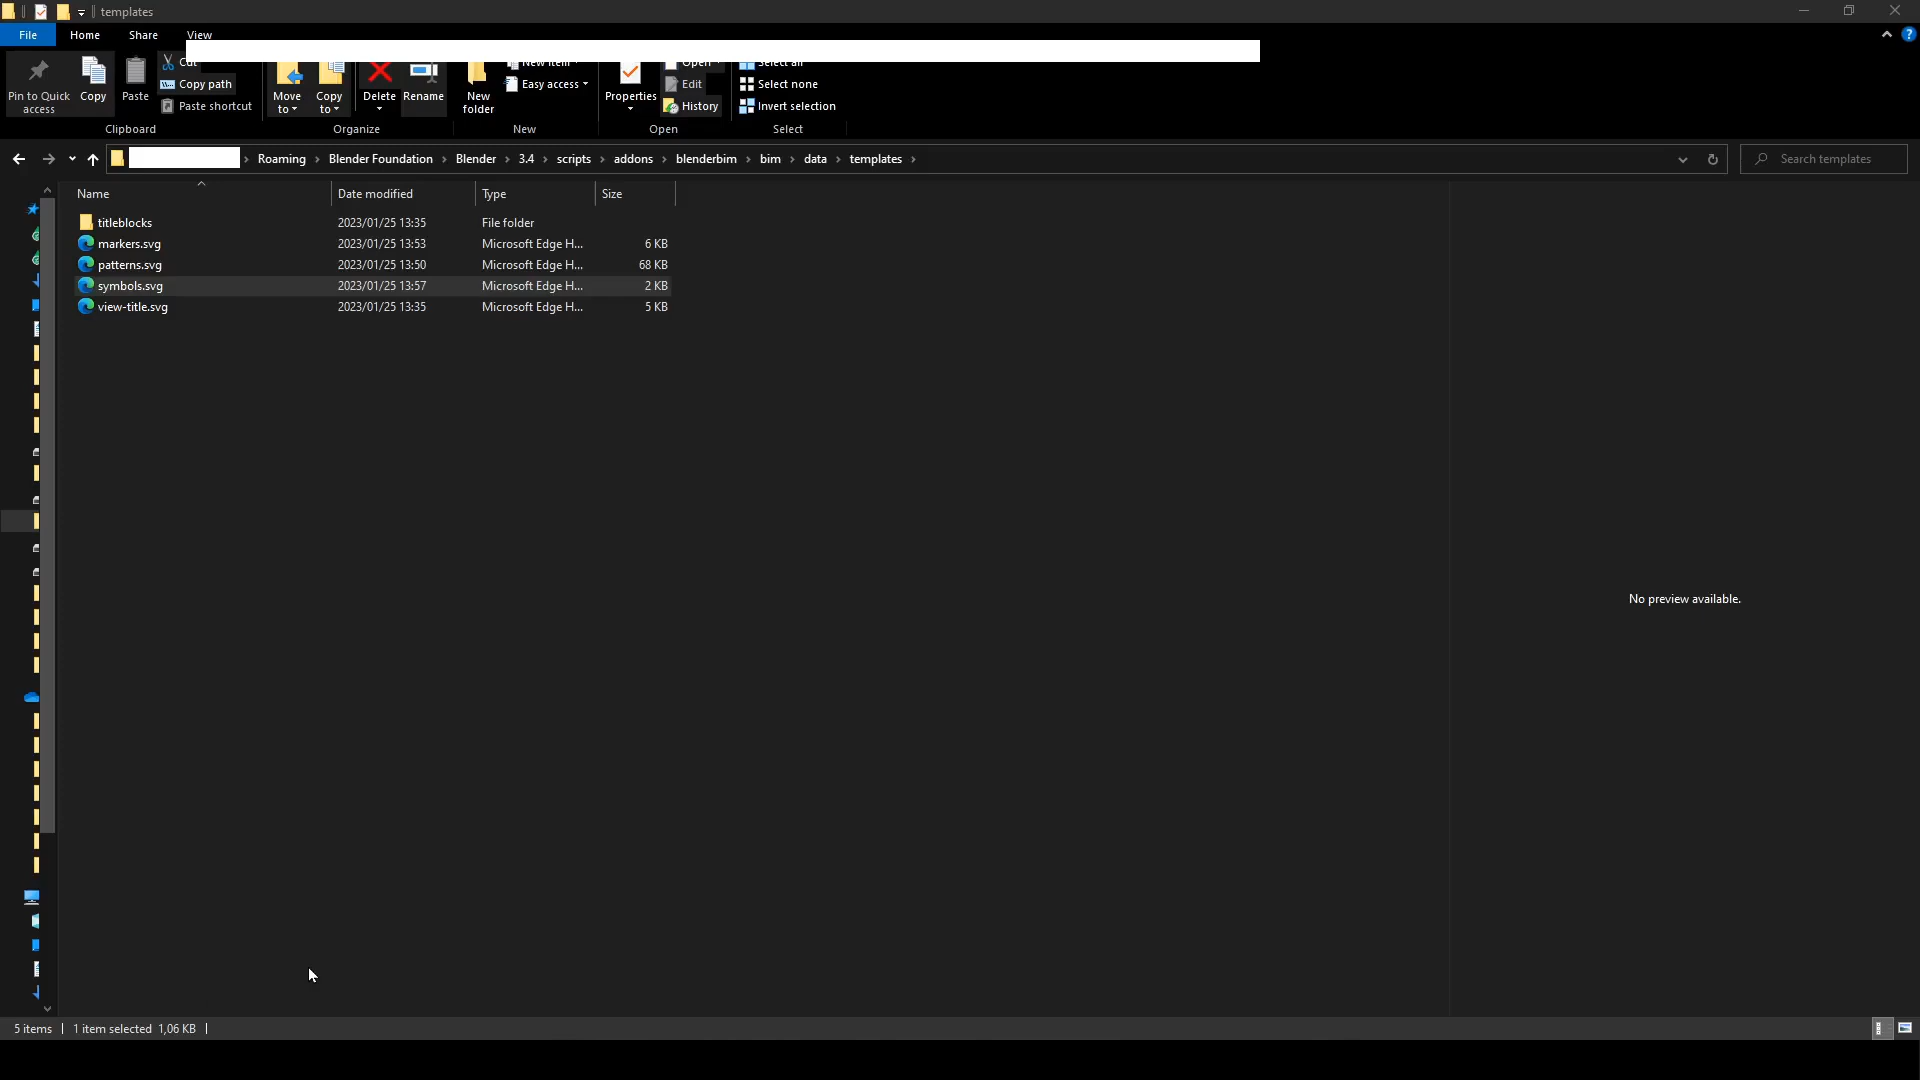 templates
File Home Share View
Pin to Quick access
Copy
Paste
Cut
Copy path
Paste shortcut
Clipboard
Move to
Copy to
Delete
Rename
Organize
New folder
New item
Easy access
New
Properties
Open
Edit
History
Open
Select all
Select none
Invert selection
Select
Roaming › Blender Foundation › Blender › 3.4 › scripts › addons › blenderbim › bim › data › templates ›
Search templates
Name Date modified Type Size
titleblocks 2023/01/25 13:35 File folder
markers.svg 2023/01/25 13:53 Microsoft Edge H... 6 KB
patterns.svg 2023/01/25 13:50 Microsoft Edge H... 68 KB
symbols.svg 2023/01/25 13:57 Microsoft Edge H... 2 KB
view-title.svg 2023/01/25 13:35 Microsoft Edge H... 5 KB
No preview available.
5 items 1 item selected 1,06 KB